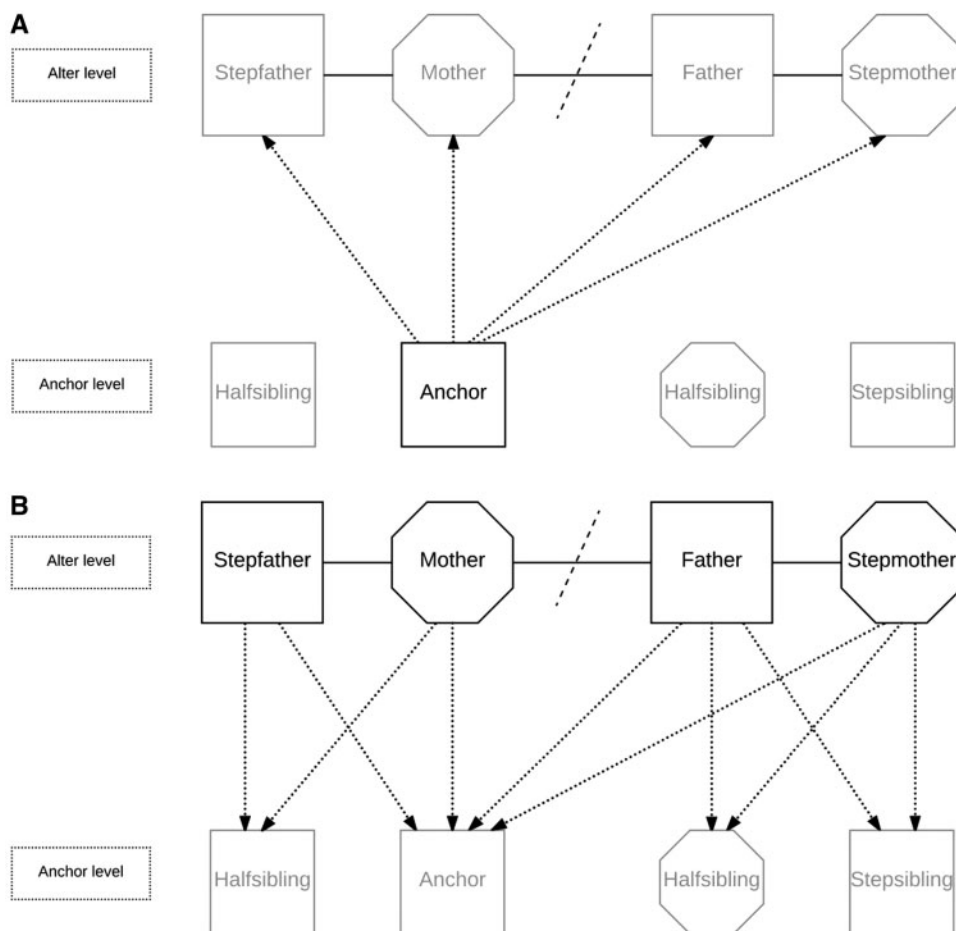 A
Alter level
Stepfather
Mother
Father
Stepmother
Anchor level
Halfsibling
Anchor
Halfsibling
Stepsibling
B
Alter level
Stepfather
Mother
Father
Stepmother
Anchor level
Halfsibling
Anchor
Halfsibling
Stepsibling